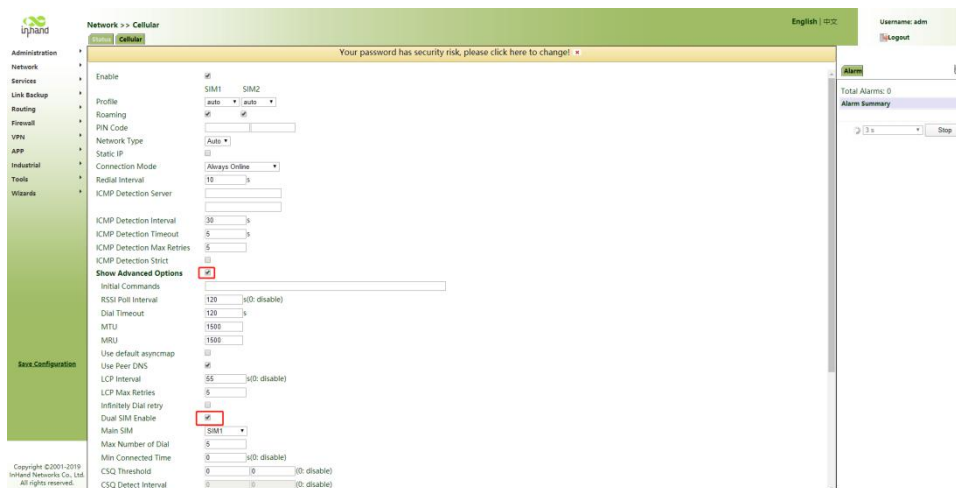 inhand
Network >> Cellular
English | 中文
Username: adm
Logout
Status
Cellular
Your password has security risk, please click here to change!
Administration
Network
Services
Link Backup
Routing
Firewall
VPN
APP
Industrial
Tools
Wizards
Save Configuration
Copyright ©2001-2019
InHand Networks Co., Ltd.
All rights reserved.
Enable
SIM1 SIM2
Profile auto auto
Roaming
PIN Code
Network Type Auto
Static IP
Connection Mode Always Online
Redial Interval 10 s
ICMP Detection Server
ICMP Detection Interval 30 s
ICMP Detection Timeout 5 s
ICMP Detection Max Retries 5
ICMP Detection Strict
Show Advanced Options
Initial Commands
RSSI Poll Interval 120 s(0: disable)
Dial Timeout 120 s
MTU 1500
MRU 1500
Use default asyncmap
Use Peer DNS
LCP Interval 55 s(0: disable)
LCP Max Retries 5
Infinitely Dial retry
Dual SIM Enable
Main SIM SIM1
Max Number of Dial 5
Min Connected Time 0 s(0: disable)
CSQ Threshold 0 0 (0: disable)
CSQ Detect Interval 0 0 (0: disable)
Alarm
Total Alarms: 0
Alarm Summary
3 s Stop